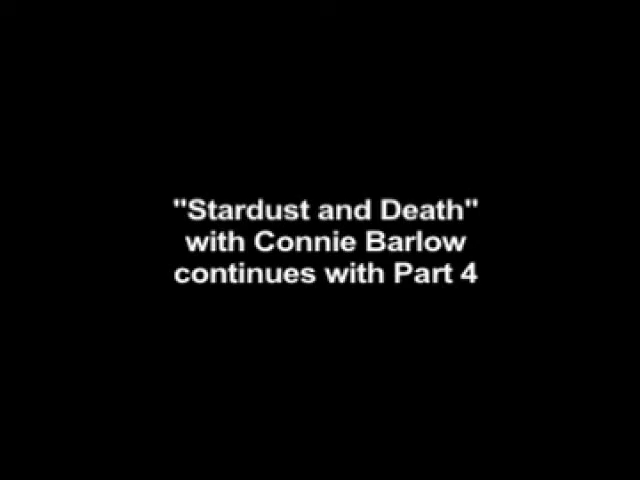 "Stardust and Death"
with Connie Barlow
continues with Part 4